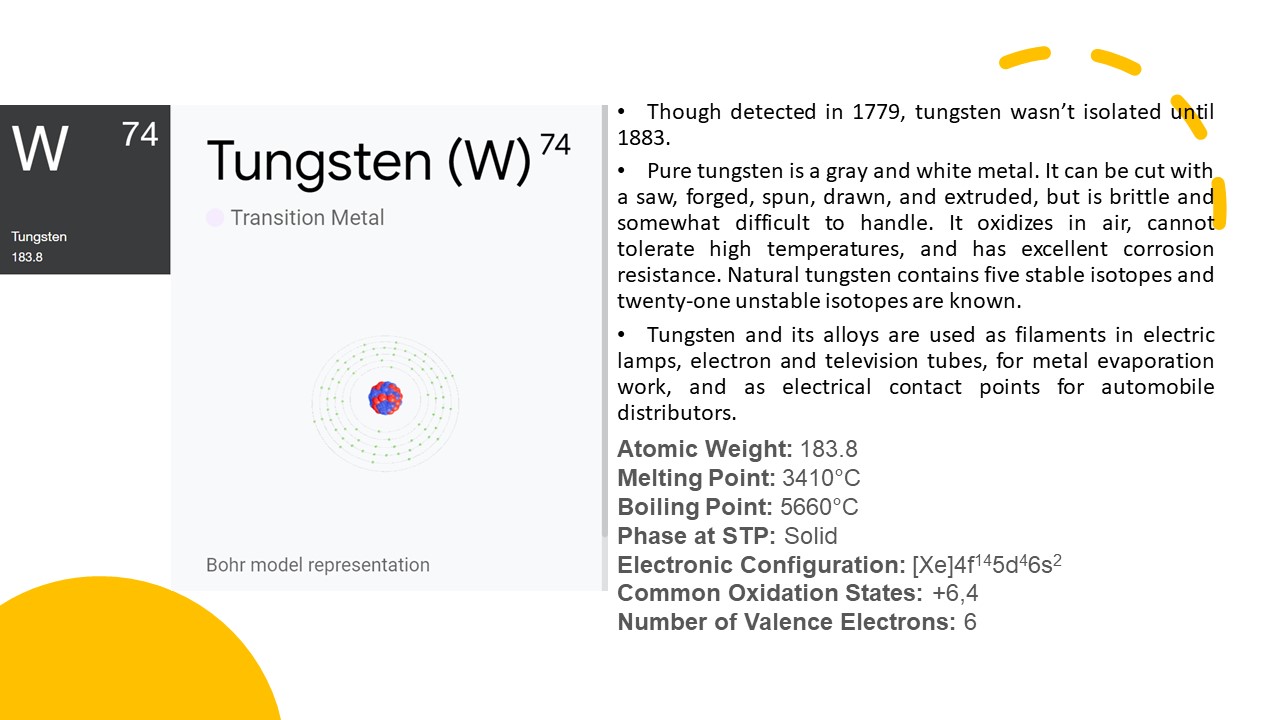 W 74
Tungsten
183.8
Tungsten (W) 74
Transition Metal
Bohr model representation
• Though detected in 1779, tungsten wasn’t isolated until
1883.
• Pure tungsten is a gray and white metal. It can be cut with
a saw, forged, spun, drawn, and extruded, but is brittle and
somewhat difficult to handle. It oxidizes in air, cannot
tolerate high temperatures, and has excellent corrosion
resistance. Natural tungsten contains five stable isotopes and
twenty-one unstable isotopes are known.
• Tungsten and its alloys are used as filaments in electric
lamps, electron and television tubes, for metal evaporation
work, and as electrical contact points for automobile
distributors.
Atomic Weight: 183.8
Melting Point: 3410°C
Boiling Point: 5660°C
Phase at STP: Solid
Electronic Configuration: [Xe]4f¹⁴5d⁴6s²
Common Oxidation States: +6,4
Number of Valence Electrons: 6